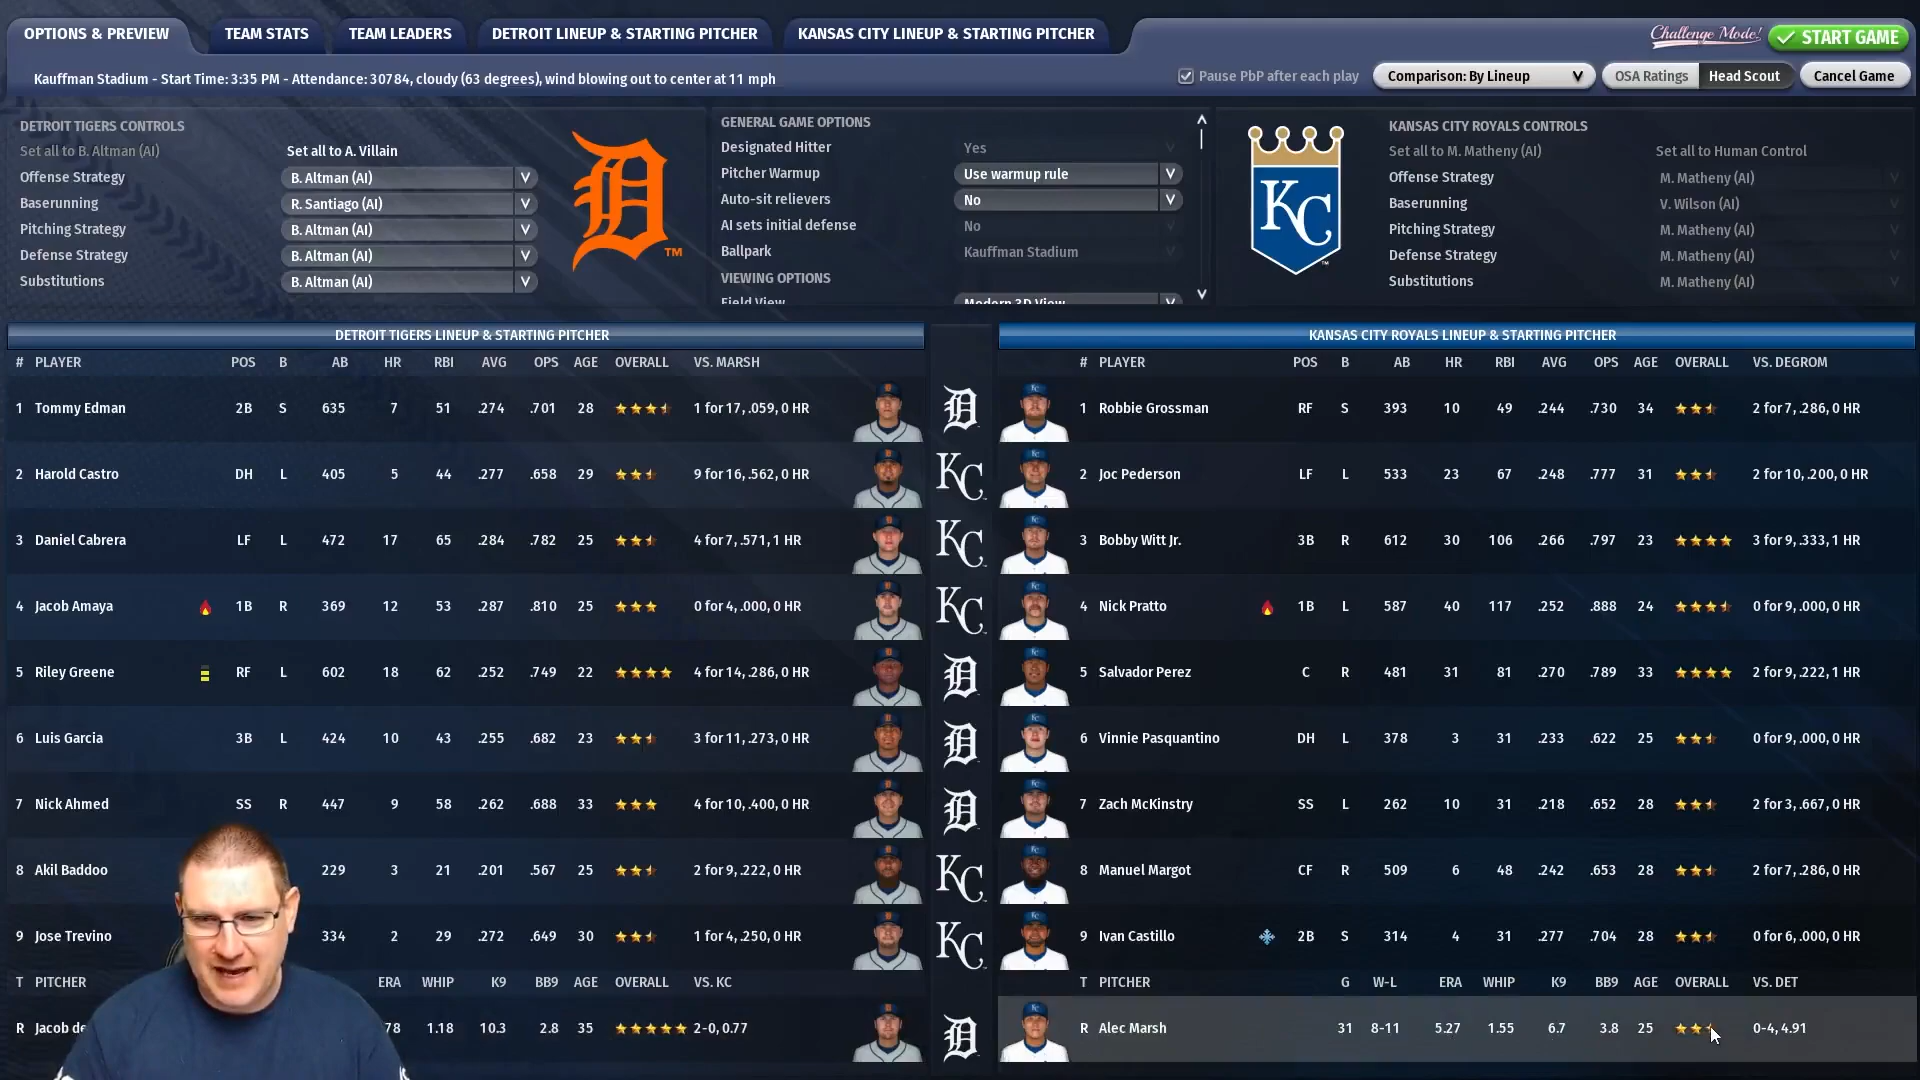 OPTIONS & PREVIEW TEAM STATS TEAM LEADERS DETROIT LINEUP & STARTING PITCHER KANSAS CITY LINEUP & STARTING PITCHER Challenge Mode! START GAME
Kauffman Stadium - Start Time: 3:35 PM - Attendance: 30784, cloudy (63 degrees), wind blowing out to center at 11 mph Pause PbP after each play Comparison: By Lineup OSA Ratings Head Scout Cancel Game
DETROIT TIGERS CONTROLS
Set all to B. Altman (AI) Set all to A. Villain
Offense Strategy B. Altman (AI)
Baserunning R. Santiago (AI)
Pitching Strategy B. Altman (AI)
Defense Strategy B. Altman (AI)
Substitutions B. Altman (AI)
D TM
GENERAL GAME OPTIONS
Designated Hitter Yes
Pitcher Warmup Use warmup rule
Auto-sit relievers No
AI sets initial defense No
Ballpark Kauffman Stadium
VIEWING OPTIONS
Field View Modern 3D View
KC TM
KANSAS CITY ROYALS CONTROLS
Set all to M. Matheny (AI) Set all to Human Control
Offense Strategy M. Matheny (AI)
Baserunning V. Wilson (AI)
Pitching Strategy M. Matheny (AI)
Defense Strategy M. Matheny (AI)
Substitutions M. Matheny (AI)
DETROIT TIGERS LINEUP & STARTING PITCHER
# PLAYER POS B AB HR RBI AVG OPS AGE OVERALL VS. MARSH
1 Tommy Edman 2B S 635 7 51 .274 .701 28 1 for 17, .059, 0 HR D
2 Harold Castro DH L 405 5 44 .277 .658 29 9 for 16, .562, 0 HR KC
3 Daniel Cabrera LF L 472 17 65 .284 .782 25 4 for 7, .571, 1 HR KC
4 Jacob Amaya 1B R 369 12 53 .287 .810 25 0 for 4, .000, 0 HR KC
5 Riley Greene RF L 602 18 62 .252 .749 22 4 for 14, .286, 0 HR D
6 Luis Garcia 3B L 424 10 43 .255 .682 23 3 for 11, .273, 0 HR D
7 Nick Ahmed SS R 447 9 58 .262 .688 33 4 for 10, .400, 0 HR D
8 Akil Baddoo 229 3 21 .201 .567 25 2 for 9, .222, 0 HR KC
9 Jose Trevino 334 2 29 .272 .649 30 1 for 4, .250, 0 HR KC
T PITCHER ERA WHIP K9 BB9 AGE OVERALL VS. KC
R Jacob de 78 1.18 10.3 2.8 35 2-0, 0.77 D
KANSAS CITY ROYALS LINEUP & STARTING PITCHER
# PLAYER POS B AB HR RBI AVG OPS AGE OVERALL VS. DEGROM
1 Robbie Grossman RF S 393 10 49 .244 .730 34 2 for 7, .286, 0 HR
2 Joc Pederson LF L 533 23 67 .248 .777 31 2 for 10, .200, 0 HR
3 Bobby Witt Jr. 3B R 612 30 106 .266 .797 23 3 for 9, .333, 1 HR
4 Nick Pratto 1B L 587 40 117 .252 .888 24 0 for 9, .000, 0 HR
5 Salvador Perez C R 481 31 81 .270 .789 33 2 for 9, .222, 1 HR
6 Vinnie Pasquantino DH L 378 3 31 .233 .622 25 0 for 9, .000, 0 HR
7 Zach McKinstry SS L 262 10 31 .218 .652 28 2 for 3, .667, 0 HR
8 Manuel Margot CF R 509 6 48 .242 .653 28 2 for 7, .286, 0 HR
9 Ivan Castillo 2B S 314 4 31 .277 .704 28 0 for 6, .000, 0 HR
T PITCHER G W-L ERA WHIP K9 BB9 AGE OVERALL VS. DET
R Alec Marsh 31 8-11 5.27 1.55 6.7 3.8 25 0-4, 4.91